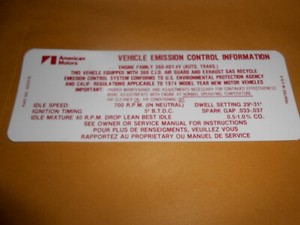 American
Motors
VEHICLE EMISSION CONTROL INFORMATION
ENGINE FAMILY 360-401 4V (AUTO. TRANS.)
THIS VEHICLE EQUIPPED WITH 360 C.I.D. AIR GUARD AND EXHAUST GAS RECYCLE
EMISSION CONTROL SYSTEM CONFORMS TO U.S. ENVIRONMENTAL PROTECTION AGENCY
AND CALIF. REGULATIONS APPLICABLE TO 1974 MODEL YEAR NEW MOTOR VEHICLES
IMPORTANT:
IDLE SPEED: 700 R.P.M. (IN NEUTRAL) DWELL SETTING 29°-31°
IGNITION TIMING 5° B.T.D.C. SPARK GAP .033-.037
IDLE MIXTURE 40 R.P.M. DROP LEAN BEST IDLE 0.5-1.0% CO.
SEE OWNER OR SERVICE MANUAL FOR INSTRUCTIONS
POUR PLUS DE RENSEIGEMENTS, VEUILLEZ VOUS
RAPPORTEZ AU PROPRIETARY OU MANUEL DE SERVICE